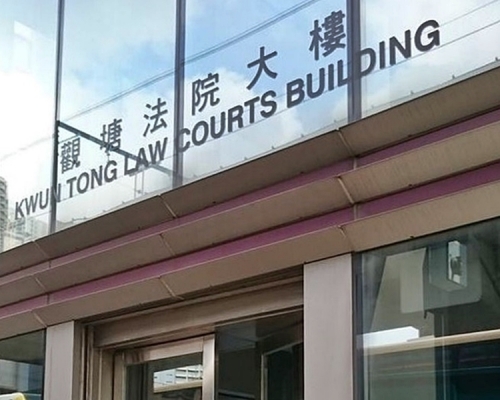 觀塘法院大樓
KWUN TONG LAW COURTS BUILDING